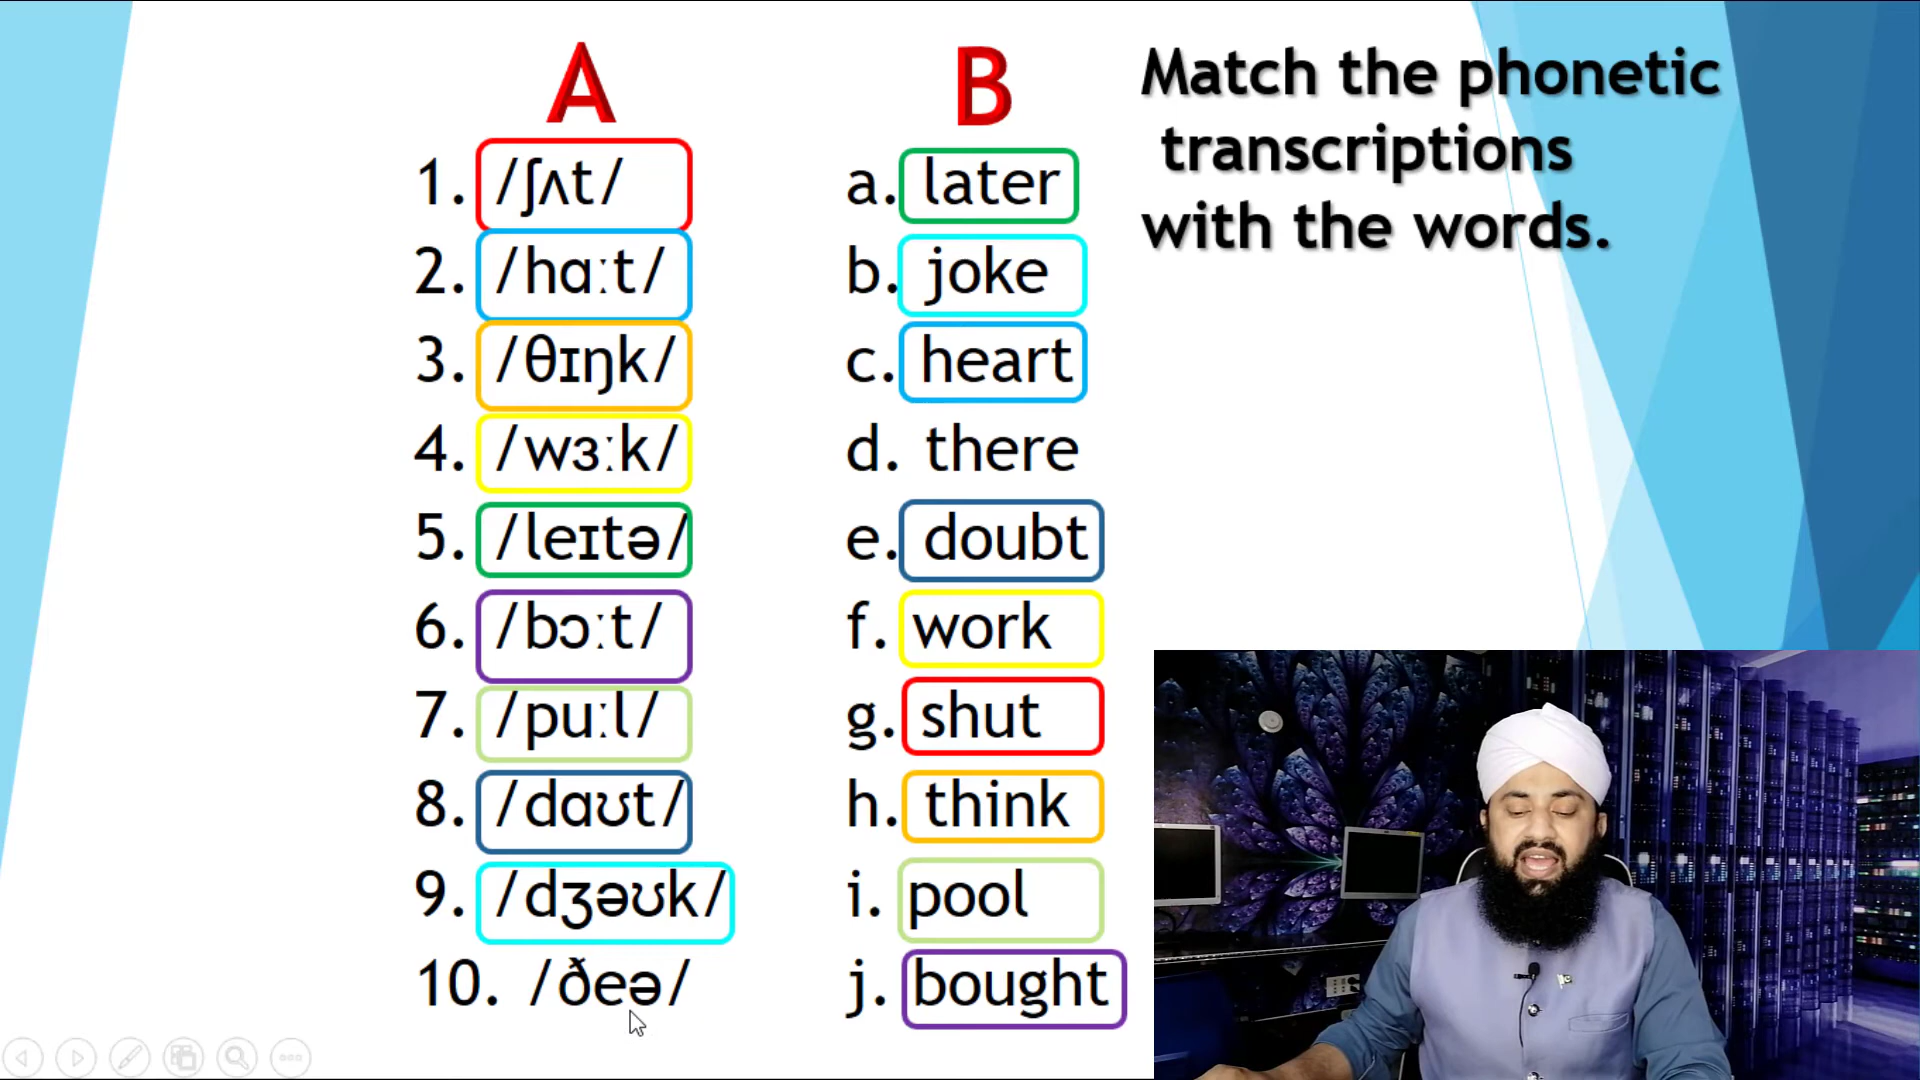 A
1. /ʃʌt/
2. /hɑːt/
3. /θɪŋk/
4. /wɜːk/
5. /leɪtə/
6. /bɔːt/
7. /puːl/
8. /dɑʊt/
9. /dʒəʊk/
10. /ðeə/
B
a. later
b. joke
c. heart
d. there
e. doubt
f. work
g. shut
h. think
i. pool
j. bought
Match the phonetic
transcriptions
with the words.